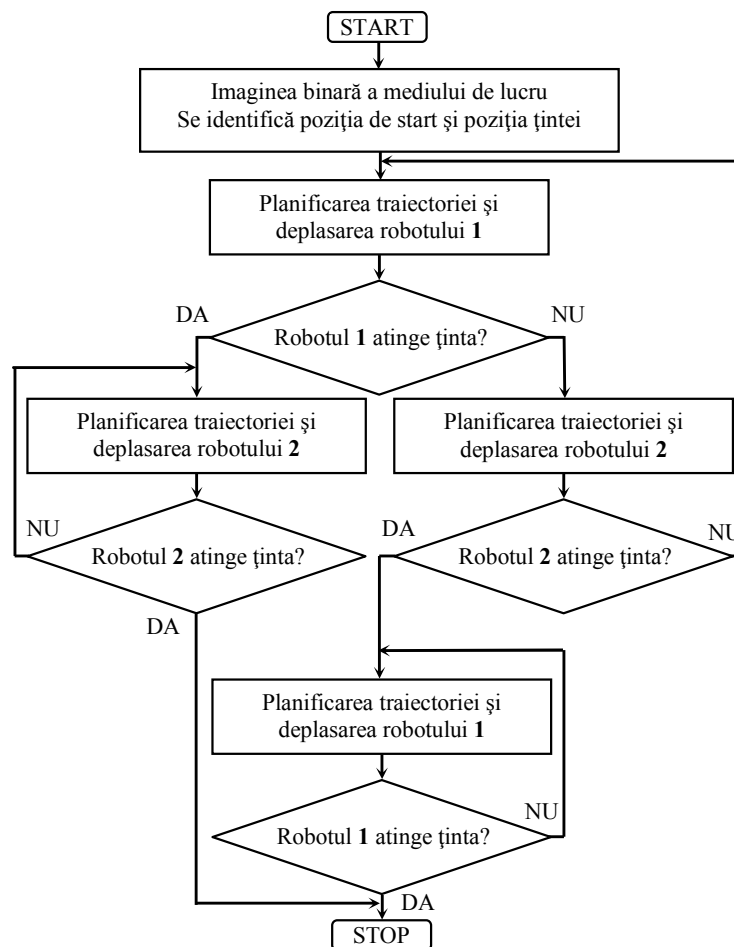 START
Imaginea binară a mediului de lucru
Se identifică poziţia de start şi poziţia ţintei
Planificarea traiectoriei şi
deplasarea robotului 1
DA
NU
Robotul 1 atinge ţinta?
Planificarea traiectoriei şi
deplasarea robotului 2
Planificarea traiectoriei şi
deplasarea robotului 2
NU
Robotul 2 atinge ţinta?
DA
DA
Robotul 2 atinge ţinta?
NU
Planificarea traiectoriei şi
deplasarea robotului 1
Robotul 1 atinge ţinta?
NU
DA
STOP